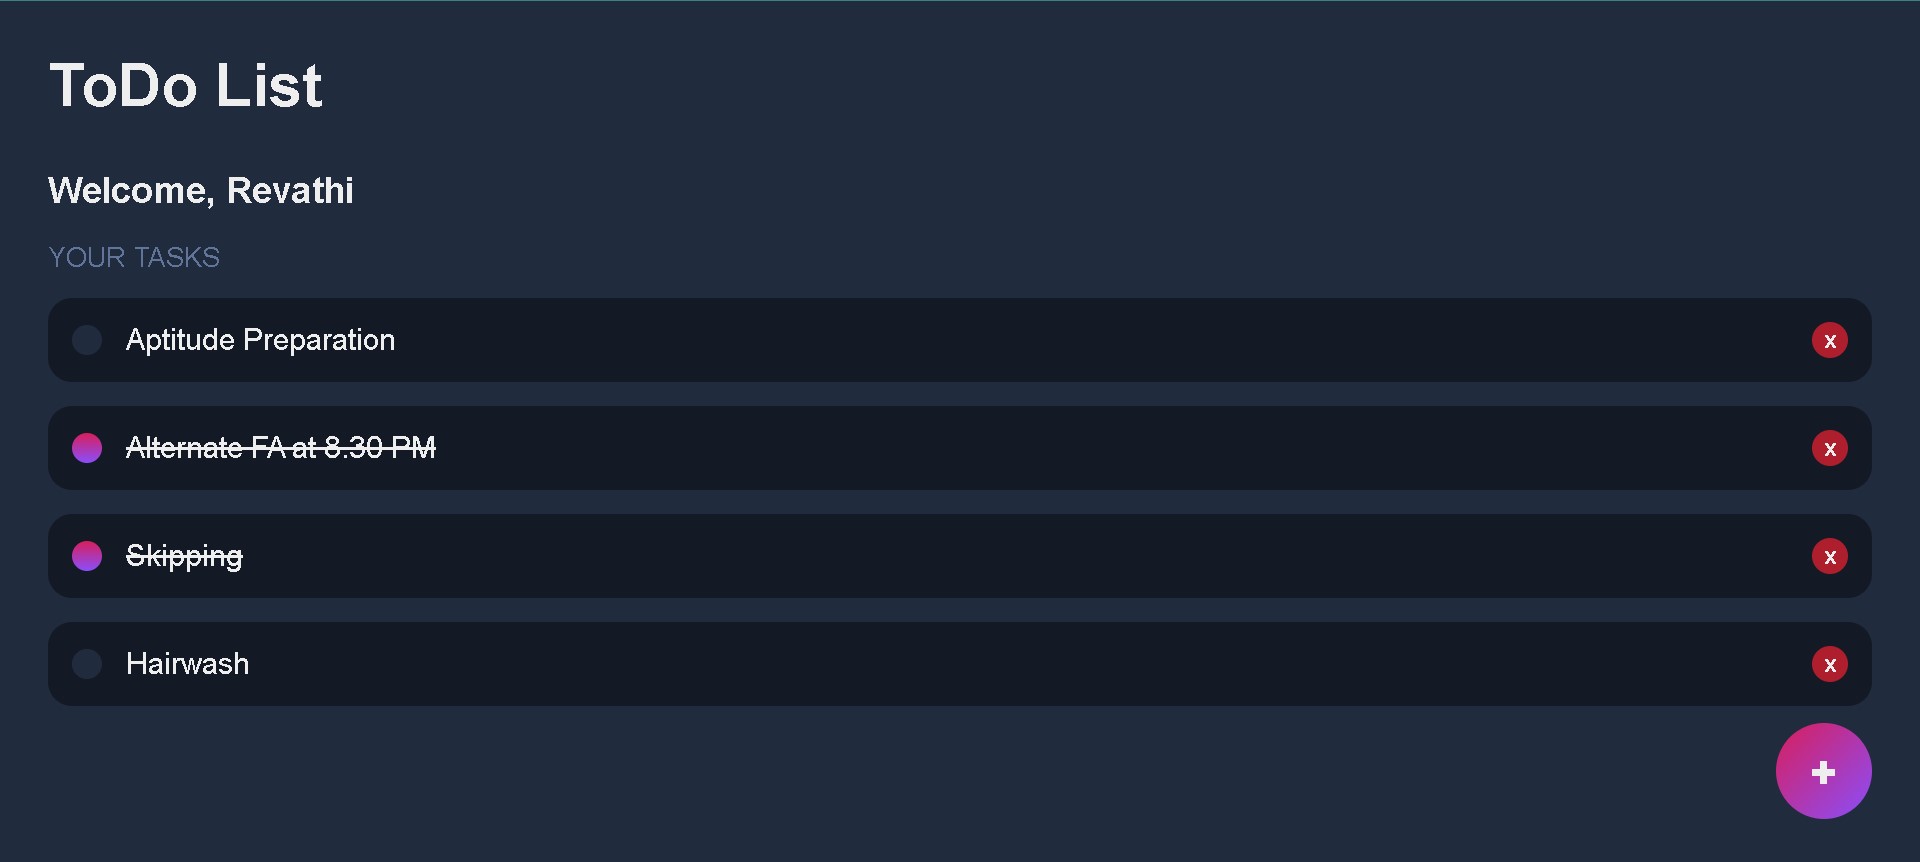 ToDo List
Welcome, Revathi
YOUR TASKS
Aptitude Preparation
x
Alternate FA at 8.30 PM
x
Skipping
x
Hairwash
x
+